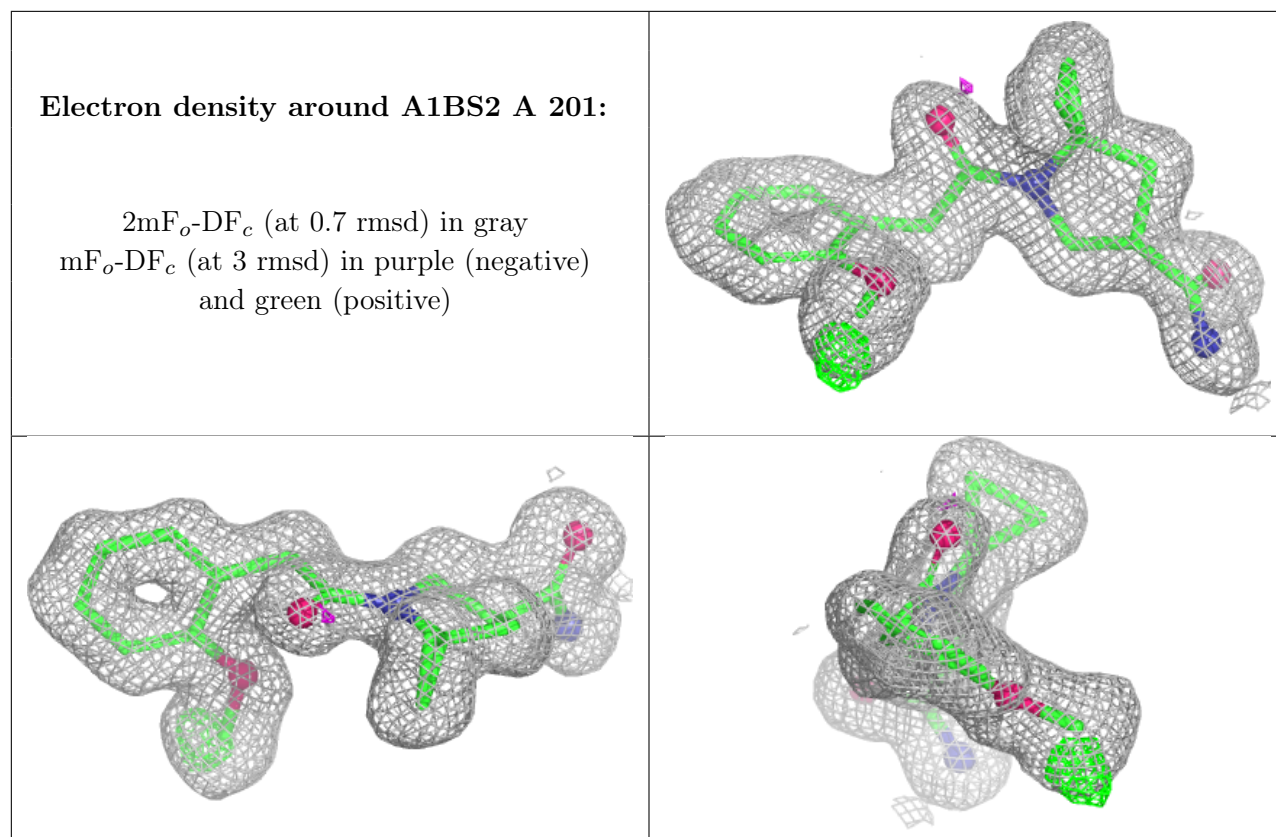 Electron density around A1BS2 A 201:
2mFo-DFc (at 0.7 rmsd) in gray
mFo-DFc (at 3 rmsd) in purple (negative)
and green (positive)